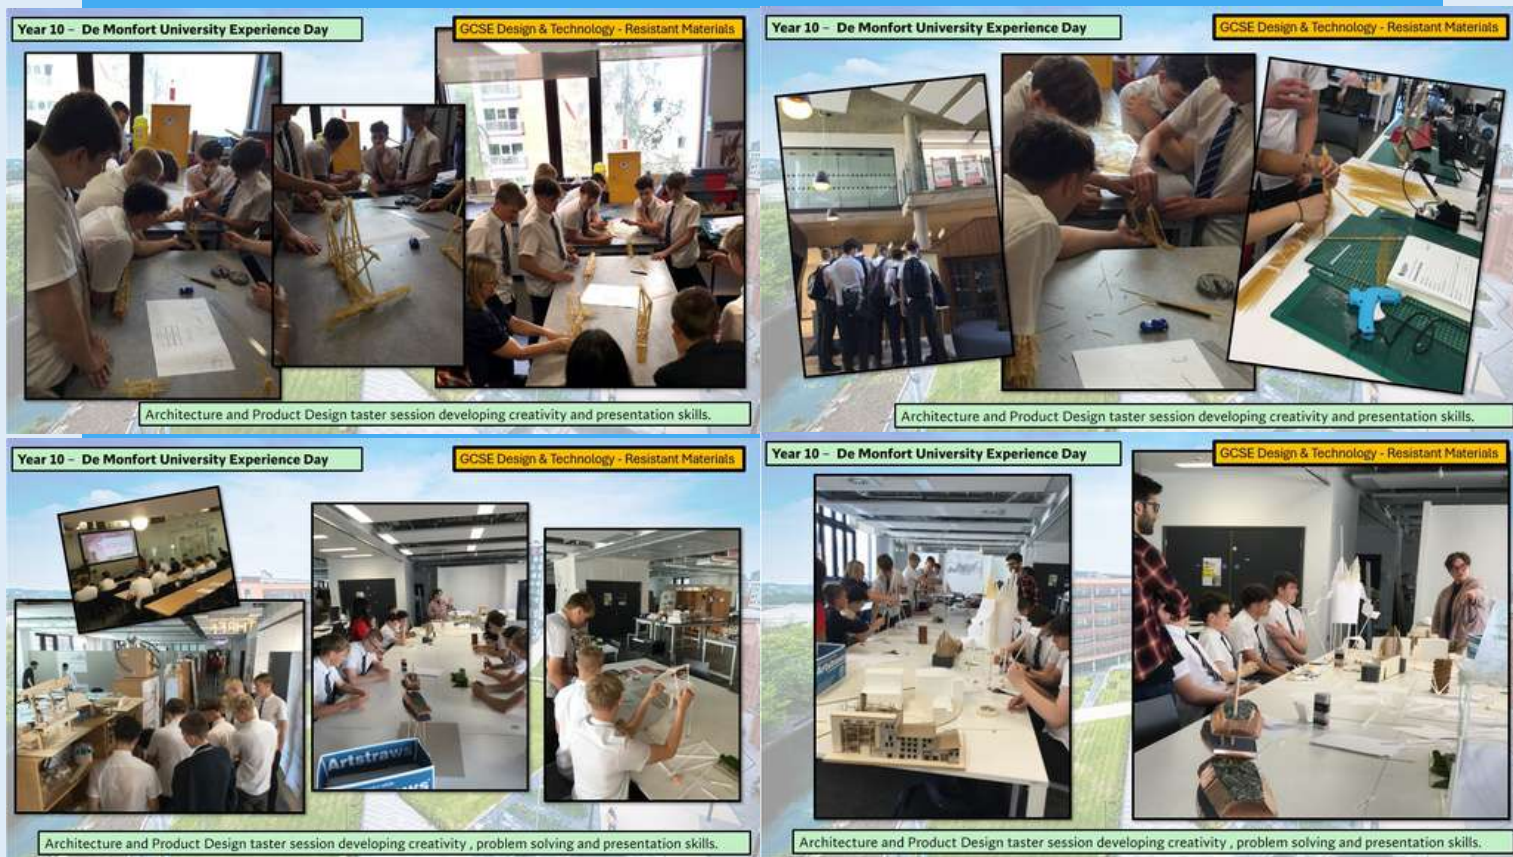 Year 10 – De Monfort University Experience Day
GCSE Design & Technology - Resistant Materials
Architecture and Product Design taster session developing creativity and presentation skills.
Year 10 – De Monfort University Experience Day
GCSE Design & Technology - Resistant Materials
Architecture and Product Design taster session developing creativity and presentation skills.
Year 10 – De Monfort University Experience Day
GCSE Design & Technology - Resistant Materials
Artstraws
Architecture and Product Design taster session developing creativity , problem solving and presentation skills.
Year 10 – De Monfort University Experience Day
GCSE Design & Technology - Resistant Materials
Artstraws
Architecture and Product Design taster session developing creativity, problem solving and presentation skills.